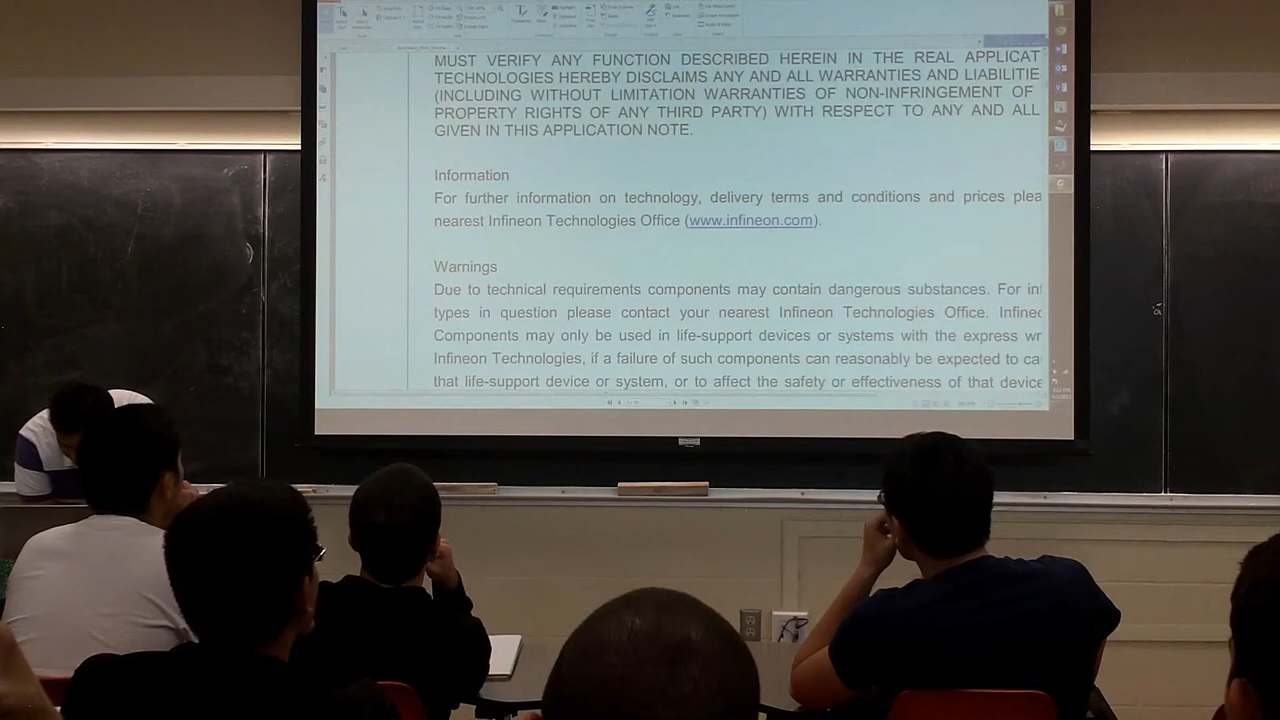 MUST VERIFY ANY FUNCTION DESCRIBED HEREIN IN THE REAL APPLICAT
TECHNOLOGIES HEREBY DISCLAIMS ANY AND ALL WARRANTIES AND LIABILITIE
(INCLUDING WITHOUT LIMITATION WARRANTIES OF NON-INFRINGEMENT OF
PROPERTY RIGHTS OF ANY THIRD PARTY) WITH RESPECT TO ANY AND ALL
GIVEN IN THIS APPLICATION NOTE.
Information
For further information on technology, delivery terms and conditions and prices plea
nearest Infineon Technologies Office (www.infineon.com).
Warnings
Due to technical requirements components may contain dangerous substances. For in
types in question please contact your nearest Infineon Technologies Office. Infinec
Components may only be used in life-support devices or systems with the express wr
Infineon Technologies, if a failure of such components can reasonably be expected to ca
that life-support device or system, or to affect the safety or effectiveness of that device